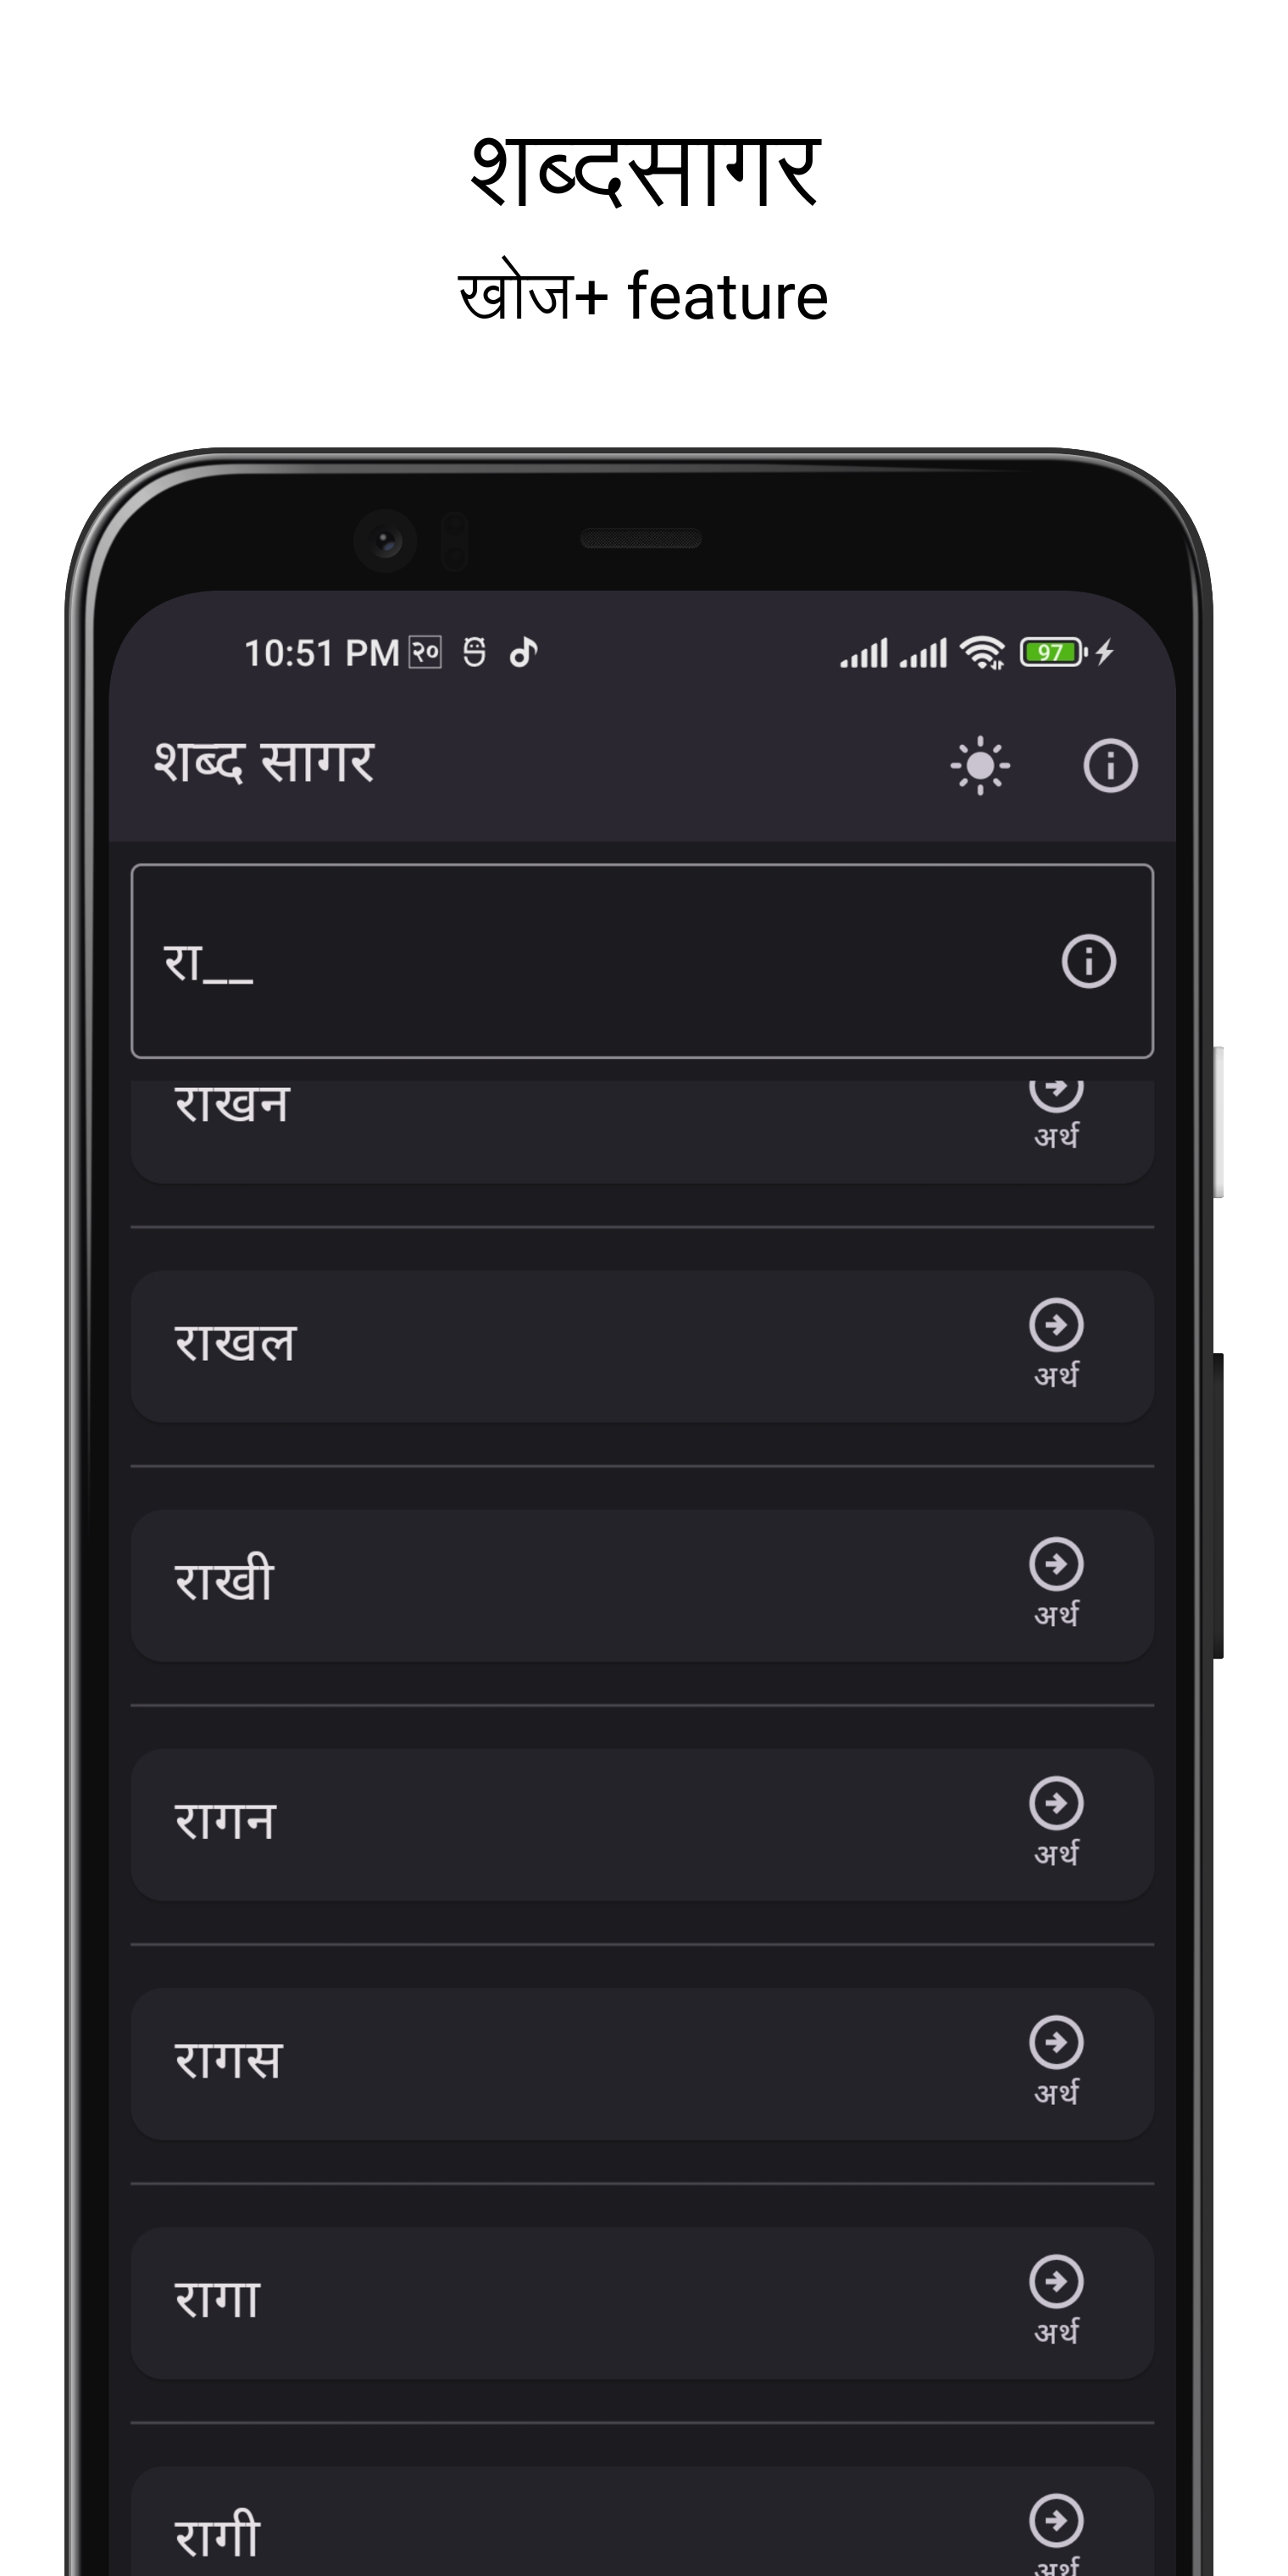 शब्दसागर
खोज+ feature
10:51 PM २० 97
शब्द सागर
रा__
राखन
अर्थ
राखल
अर्थ
राखी
अर्थ
रागन
अर्थ
रागस
अर्थ
रागा
अर्थ
रागी
अर्थ